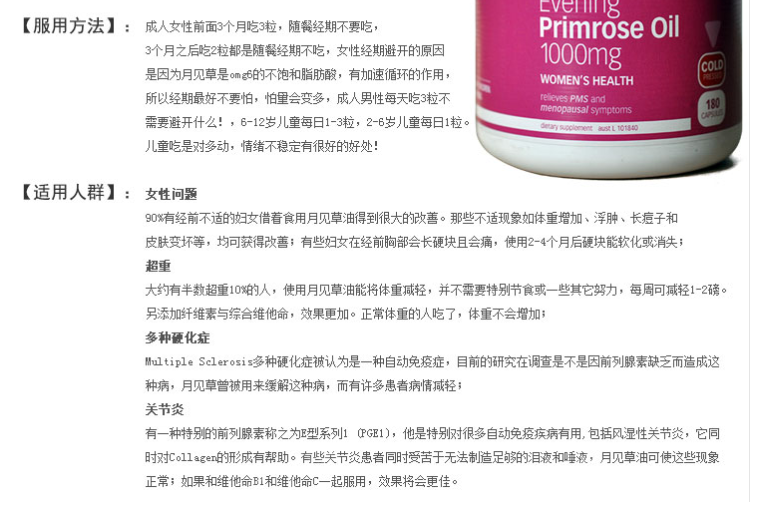 【服用方法】： 成人女性前面3个月吃3粒，随餐经期不要吃，
3个月之后吃2粒都是随餐经期不吃，女性经期避开的原因
是因为月见草是omg6的不饱和脂肪酸，有加速循环的作用，
所以经期最好不要怕，怕量会变多，成人男性每天吃3粒不
需要避开什么！，6-12岁儿童每日1-3粒，2-6岁儿童每日1粒。
儿童吃是对多动，情绪不稳定有很好的好处！
Evening
Primrose Oil
1000mg
WOMEN'S HEALTH
relieves PMS and
menopausal symptoms
dietary supplement aust L 101840
COLD
PRESSED
180
CAPSULES
【适用人群】： 女性问题
90%有经前不适的妇女借着食用月见草油得到很大的改善。那些不适现象如体重增加、浮肿、长痘子和
皮肤变坏等，均可获得改善；有些妇女在经前胸部会长硬块且会痛，使用2-4个月后硬块能软化或消失；
超重
大约有半数超重10%的人，使用月见草油能将体重减轻，并不需要特别节食或一些其它努力，每周可减轻1-2磅。
另添加纤维素与综合维他命，效果更加。正常体重的人吃了，体重不会增加；
多种硬化症
Multiple Sclerosis多种硬化症被认为是一种自动免疫症，目前的研究在调查是不是因前列腺素缺乏而造成这
种病，月见草曾被用来缓解这种病，而有许多患者病情减轻；
关节炎
有一种特别的前列腺素称之为E型系列1 (PGE1)，他是特别对很多自动免疫疾病有用,包括风湿性关节炎，它同
时对Collagen的形成有帮助。有些关节炎患者同时受苦于无法制造足够的泪液和唾液，月见草油可使这些现象
正常；如果和维他命B1和维他命C一起服用，效果将会更佳。